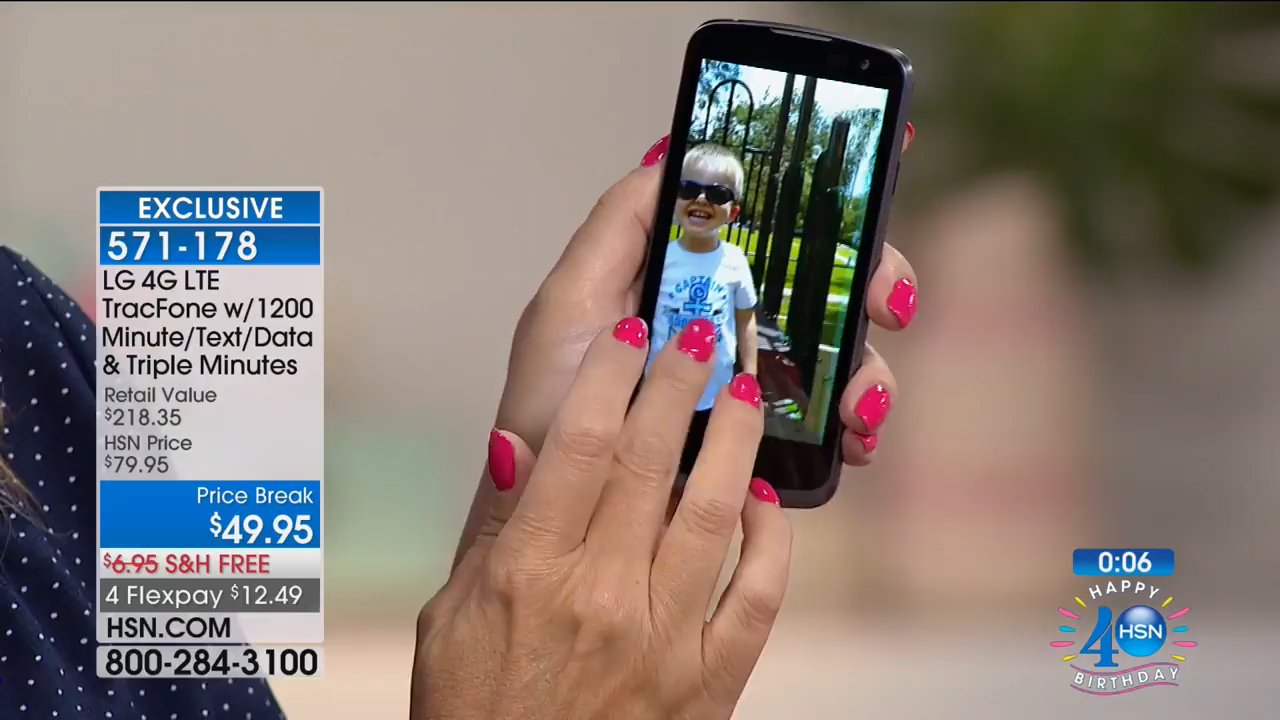 EXCLUSIVE
571-178
LG 4G LTE
TracFone w/1200
Minute/Text/Data
& Triple Minutes
Retail Value
$218.35
HSN Price
$79.95
Price Break
$49.95
$6.95 S&H FREE
4 Flexpay $12.49
HSN.COM
800-284-3100
CAPTAIN
0:06
HAPPY
40
HSN
BIRTHDAY